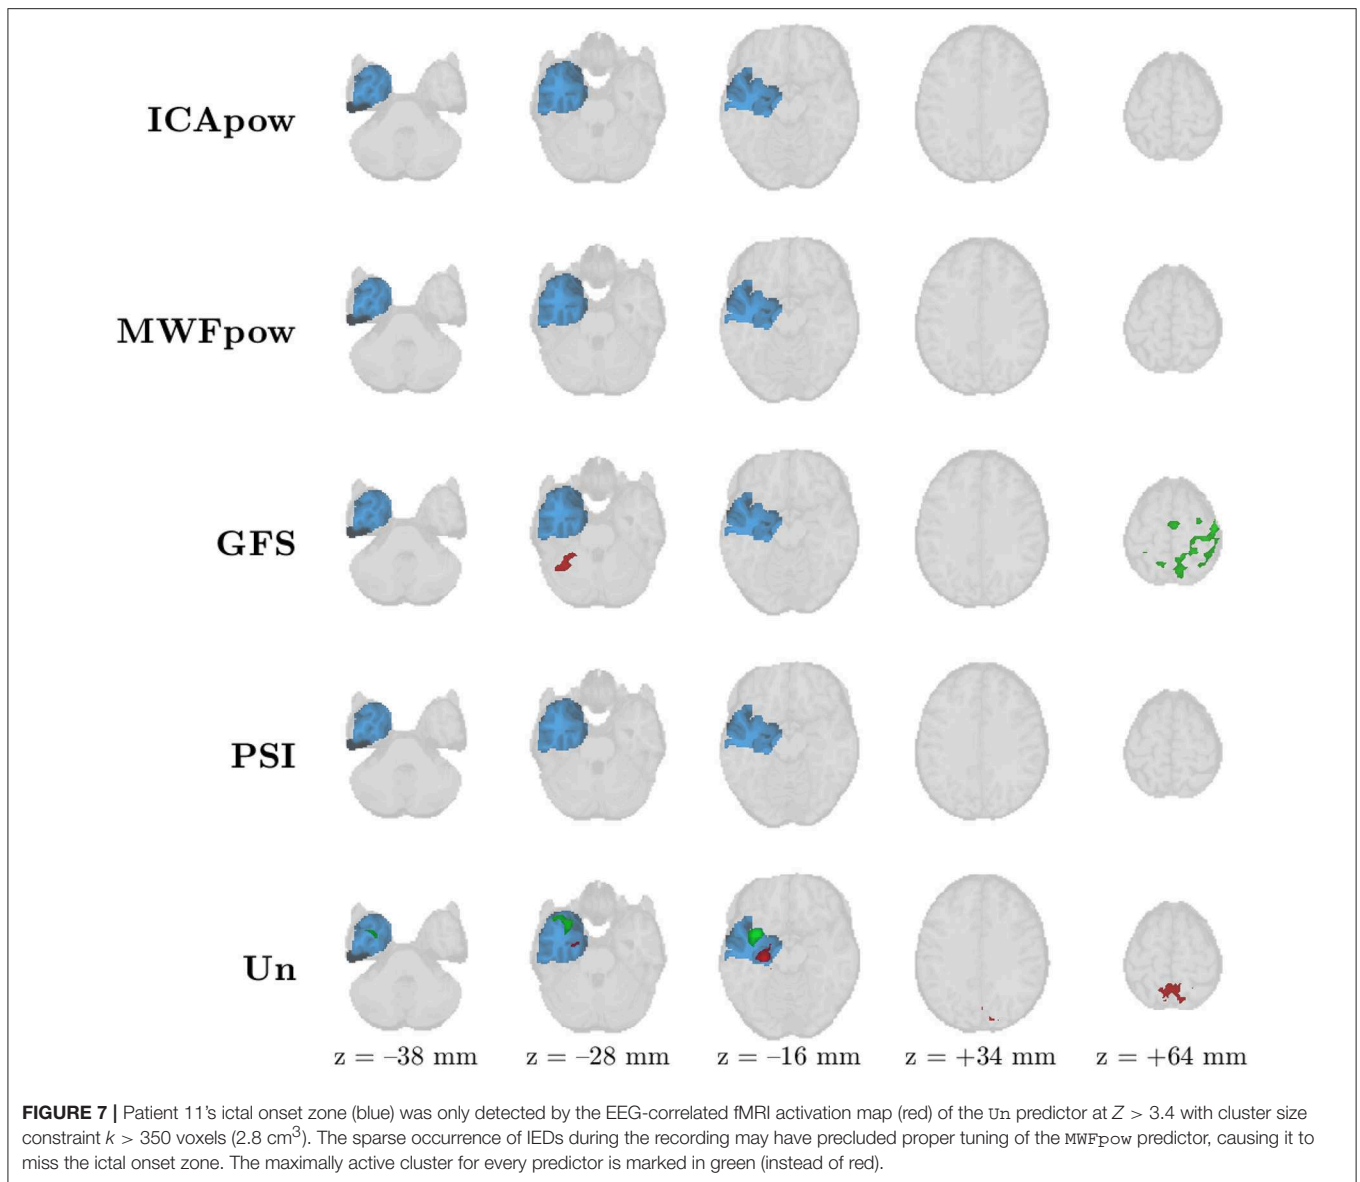 ICApow
MWFpow
GFS
PSI
Un
z = –38 mm z = –28 mm z = –16 mm z = +34 mm z = +64 mm
FIGURE 7 | Patient 11's ictal onset zone (blue) was only detected by the EEG-correlated fMRI activation map (red) of the Un predictor at Z > 3.4 with cluster size
constraint k > 350 voxels (2.8 cm³). The sparse occurrence of IEDs during the recording may have precluded proper tuning of the MWFpow predictor, causing it to
miss the ictal onset zone. The maximally active cluster for every predictor is marked in green (instead of red).